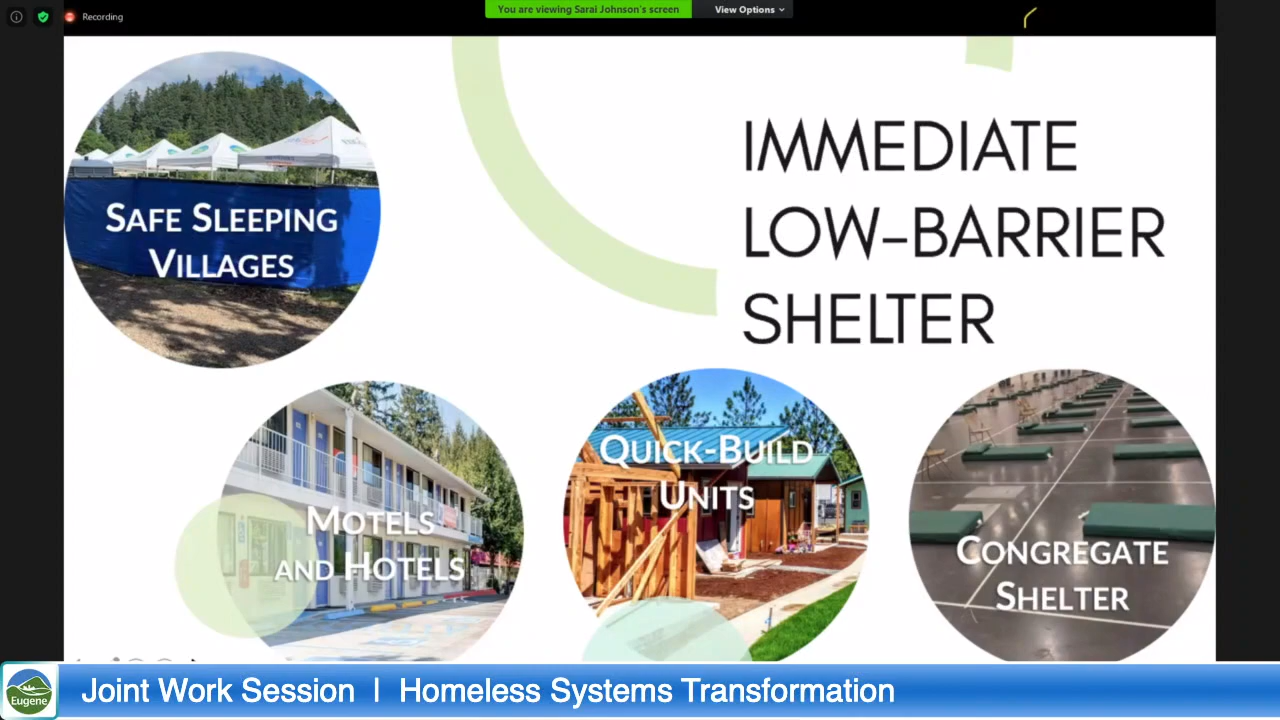 Recording
You are viewing Sarai Johnson's screen
View Options
IMMEDIATE
LOW–BARRIER
SHELTER
SAFE SLEEPING
VILLAGES
MOTELS
AND HOTELS
QUICK-BUILD
UNITS
CONGREGATE
SHELTER
Eugene
Joint Work Session | Homeless Systems Transformation